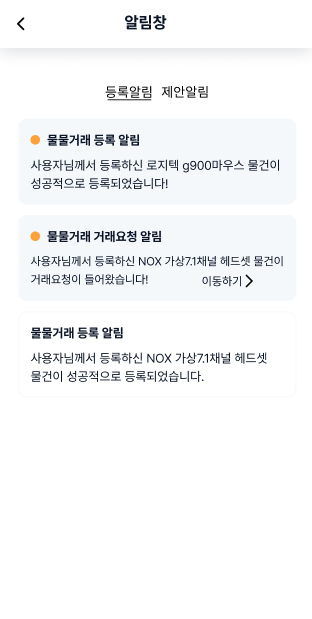 알림창
등록알림 제안알림
물물거래 등록 알림
사용자님께서 등록하신 로지텍 g900마우스 물건이
성공적으로 등록되었습니다!
물물거래 거래요청 알림
사용자님께서 등록하신 NOX 가상7.1채널 헤드셋 물건이
거래요청이 들어왔습니다! 이동하기
물물거래 등록 알림
사용자님께서 등록하신 NOX 가상7.1채널 헤드셋
물건이 성공적으로 등록되었습니다.